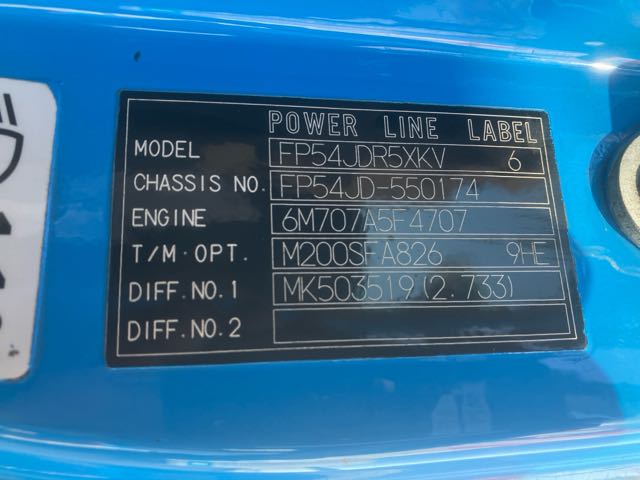 POWER LINE LABEL
MODEL FP54JDR5XKV 6
CHASSIS NO. FP54JD-550174
ENGINE 6M707A5F4707
T/M·OPT. M200SFA826 9HE
DIFF.NO.1 MK503519(2.733)
DIFF.NO.2